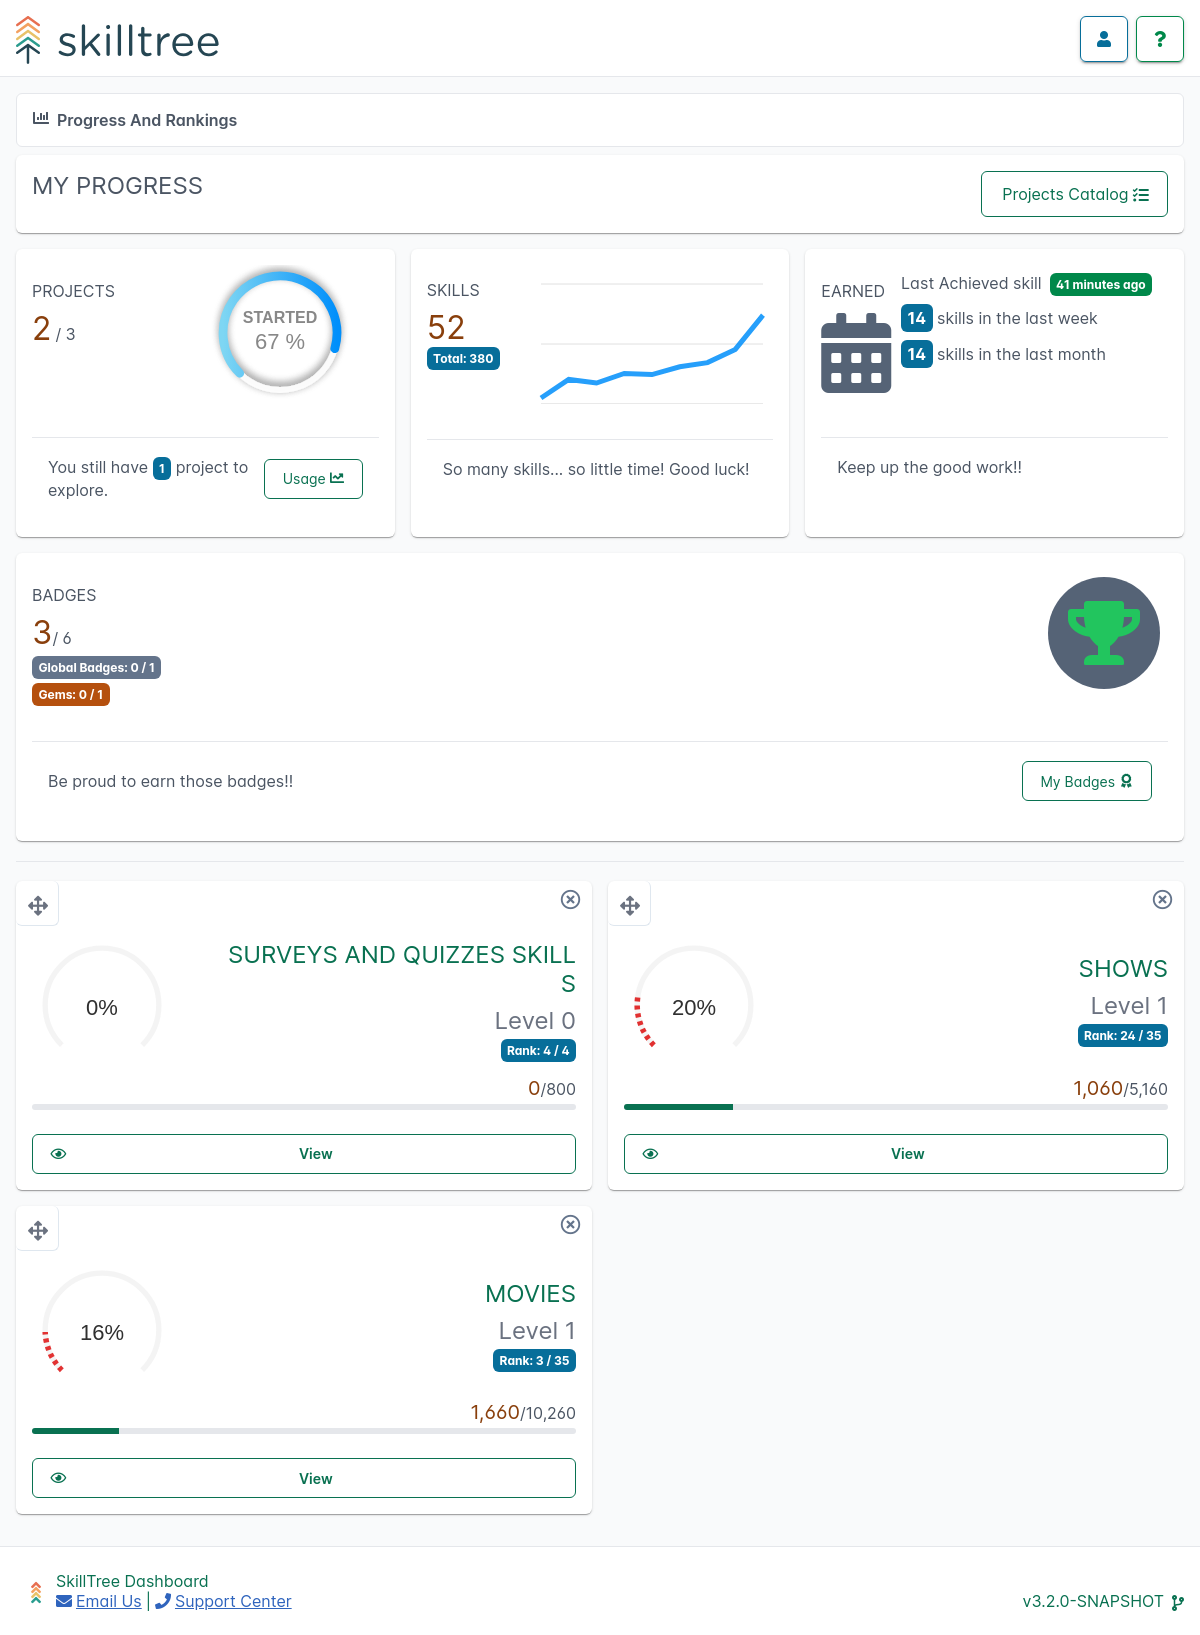 skilltree
?
Progress And Rankings
MY PROGRESS
Projects Catalog
PROJECTS
2 / 3
STARTED
67 %
You still have 1 project to
explore.
Usage
SKILLS
52
Total: 380
So many skills... so little time! Good luck!
EARNED
Last Achieved skill 41 minutes ago
14 skills in the last week
14 skills in the last month
Keep up the good work!!
BADGES
3/ 6
Global Badges: 0 / 1
Gems: 0 / 1
Be proud to earn those badges!!
My Badges
0%
SURVEYS AND QUIZZES SKILL
S
Level 0
Rank: 4 / 4
0/800
View
20%
SHOWS
Level 1
Rank: 24 / 35
1,060/5,160
View
16%
MOVIES
Level 1
Rank: 3 / 35
1,660/10,260
View
SkillTree Dashboard
Email Us | Support Center
v3.2.0-SNAPSHOT